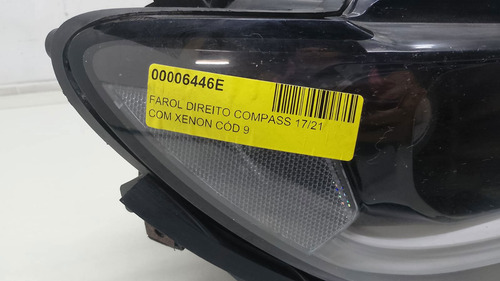 00006446E
FAROL DIREITO COMPASS 17/21
COM XENON CÓD 9